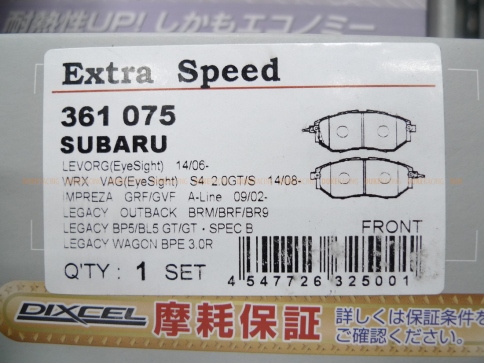 耐熱性UP! しかもエコノミー
Extra Speed
361 075
SUBARU
LEVORG(EyeSight) 14/06-
WRX VAG(EyeSight) S4 2.0GT/S 14/08-
IMPREZA GRF/GVF A-Line 09/02-
LEGACY OUTBACK BRM/BRF/BR9
LEGACY BP5/BL5 GT/GT・SPEC B
LEGACY WAGON BPE 3.0R
FRONT
Q'TY : 1 SET
4 547726 325001
DIXCEL 摩耗保証
詳しくは保証条件を
ご確認ください。